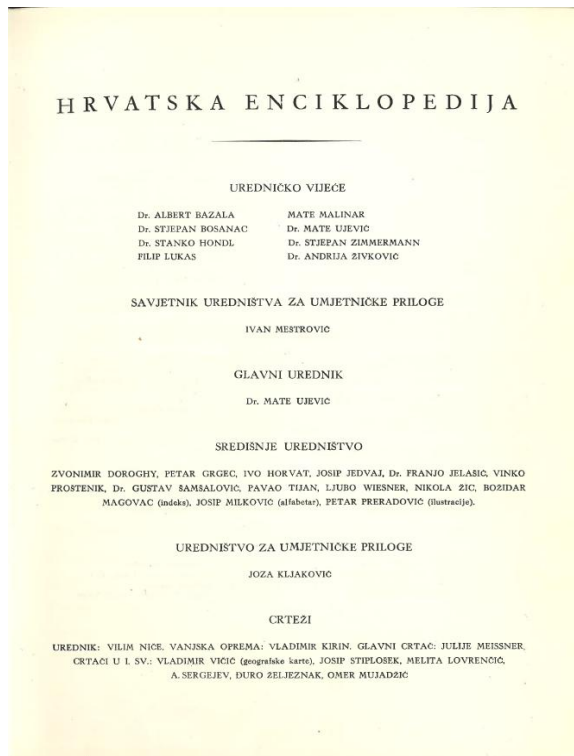 HRVATSKA ENCIKLOPEDIJA
UREDNIČKO VIJEĆE
Dr. ALBERT BAZALA
Dr. STJEPAN BOSANAC
Dr. STANKO HONDL
FILIP LUKAS
MATE MALINAR
Dr. MATE UJEVIĆ
Dr. STJEPAN ZIMMERMANN
Dr. ANDRIJA ŽIVKOVIĆ
SAVJETNIK UREDNIŠTVA ZA UMJETNIČKE PRILOGE
IVAN MEŠTROVIĆ
GLAVNI UREDNIK
Dr. MATE UJEVIĆ
SREDIŠNJE UREDNIŠTVO
ZVONIMIR DOROGHY, PETAR GRGEC, IVO HORVAT, JOSIP JEDVAJ, Dr. FRANJO JELAŠIĆ, VINKO
PROSTENIK, Dr. GUSTAV ŠAMŠALOVIĆ, PAVAO TIJAN, LJUBO WIESNER, NIKOLA ŽIC, BOŽIDAR
MAGOVAC (indeks), JOSIP MILKOVIĆ (alfabetar), PETAR PRERADOVIĆ (ilustracije).
UREDNIŠTVO ZA UMJETNIČKE PRILOGE
JOZA KLJAKOVIĆ
CRTEŽI
UREDNIK: VILIM NIČE. VANJSKA OPREMA: VLADIMIR KIRIN. GLAVNI CRTAČ: JULIJE MEISSNER.
CRTAČI U I. SV.: VLADIMIR VIČIĆ (geografske karte), JOSIP STIPLOŠEK, MELITA LOVRENČIĆ,
A. SERGEJEV, ĐURO ŽELJEZNAK, OMER MUJADŽIĆ